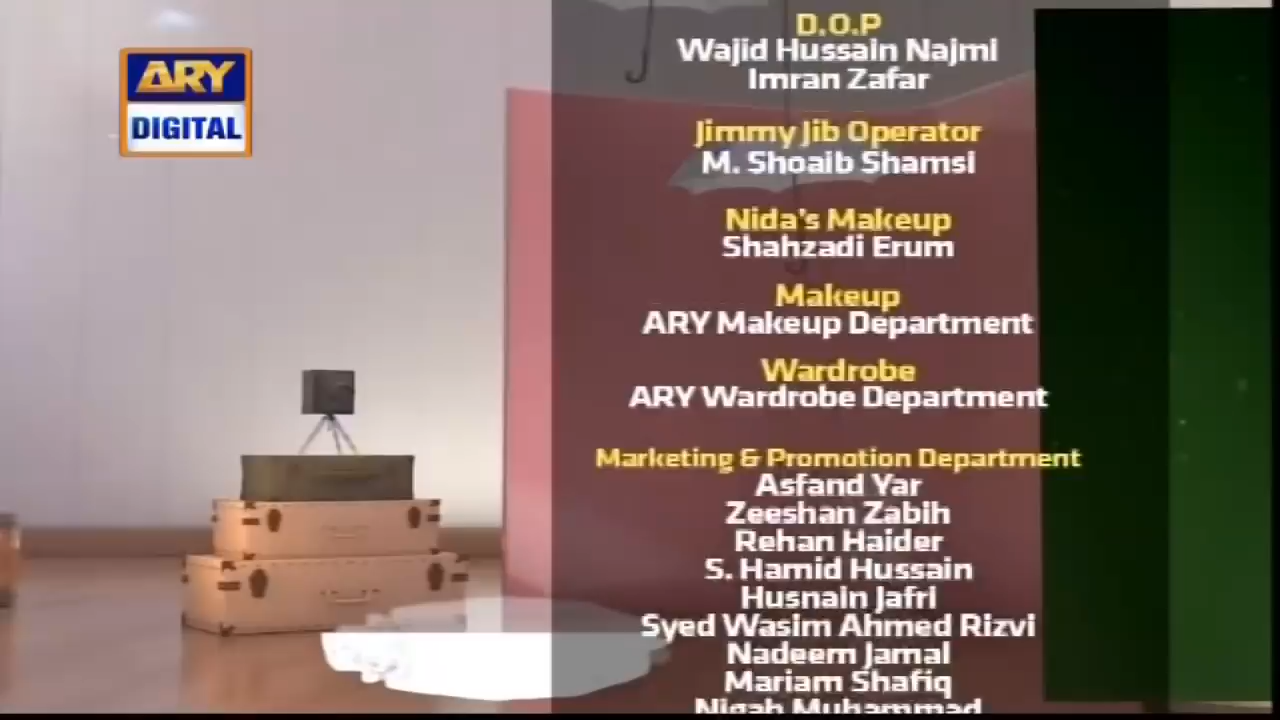 ARY
DIGITAL
D.O.P
Wajid Hussain Najmi
Imran Zafar
Jimmy Jib Operator
M. Shoaib Shamsi
Nida's Makeup
Shahzadi Erum
Makeup
ARY Makeup Department
Wardrobe
ARY Wardrobe Department
Marketing & Promotion Department
Asfand Yar
Zeeshan Zabih
Rehan Haider
S. Hamid Hussain
Husnain Jafri
Syed Wasim Ahmed Rizvi
Nadeem Jamal
Mariam Shafiq
Nigah Muhammad